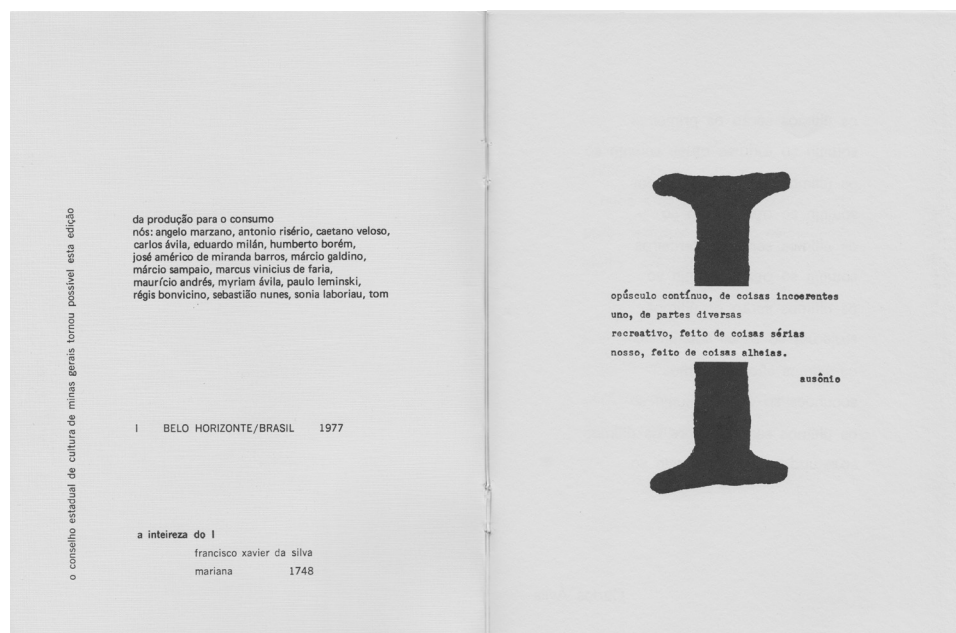 o conselho estadual de cultura de minas gerais tornou possível esta edição
da produção para o consumo
nós: angelo marzano, antonio risério, caetano veloso,
carlos ávila, eduardo milán, humberto borém,
josé américo de miranda barros, márcio galdino,
márcio sampaio, marcus vinicius de faria,
maurício andrés, myriam ávila, paulo leminski,
régis bonvicino, sebastião nunes, sonia laboriau, tom
I BELO HORIZONTE/BRASIL 1977
a inteireza do I
francisco xavier da silva
mariana 1748
I
opúsculo contínuo, de coisas incoerentes
uno, de partes diversas
recreativo, feito de coisas sérias
nosso, feito de coisas alheias.
ausônio